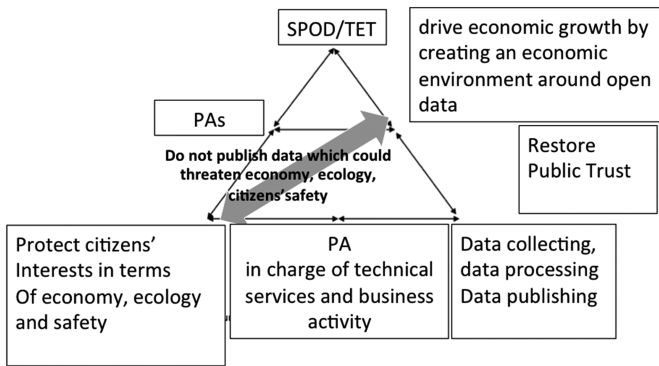 SPOD/TET
drive economic growth by
creating an economic
environment around open
data
PAs
Restore
Public Trust
Do not publish data which could
threaten economy, ecology,
citizens'safety
Protect citizens'
Interests in terms
Of economy, ecology
and safety
PA
in charge of technical
services and business
activity
Data collecting,
data processing
Data publishing